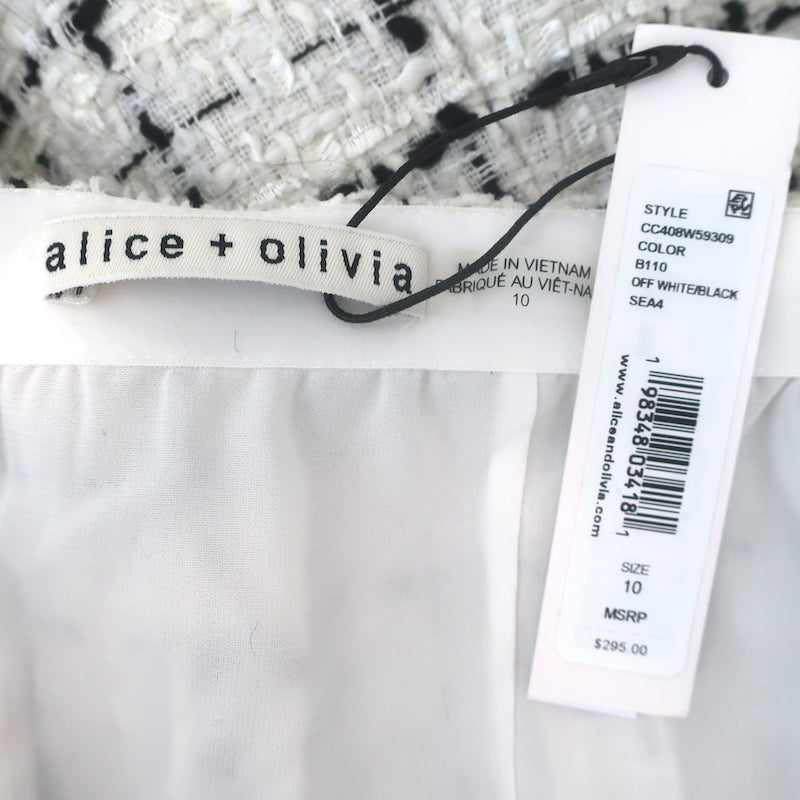 alice + olivia
MADE IN VIETNAM
FABRIQUÉ AU VIÊT-NA
10
STYLE
CC408W59309
COLOR
B110
OFF WHITE/BLACK
SEA4
www.aliceandolivia.com
1 98348 03418 1
SIZE
10
MSRP
$295.00